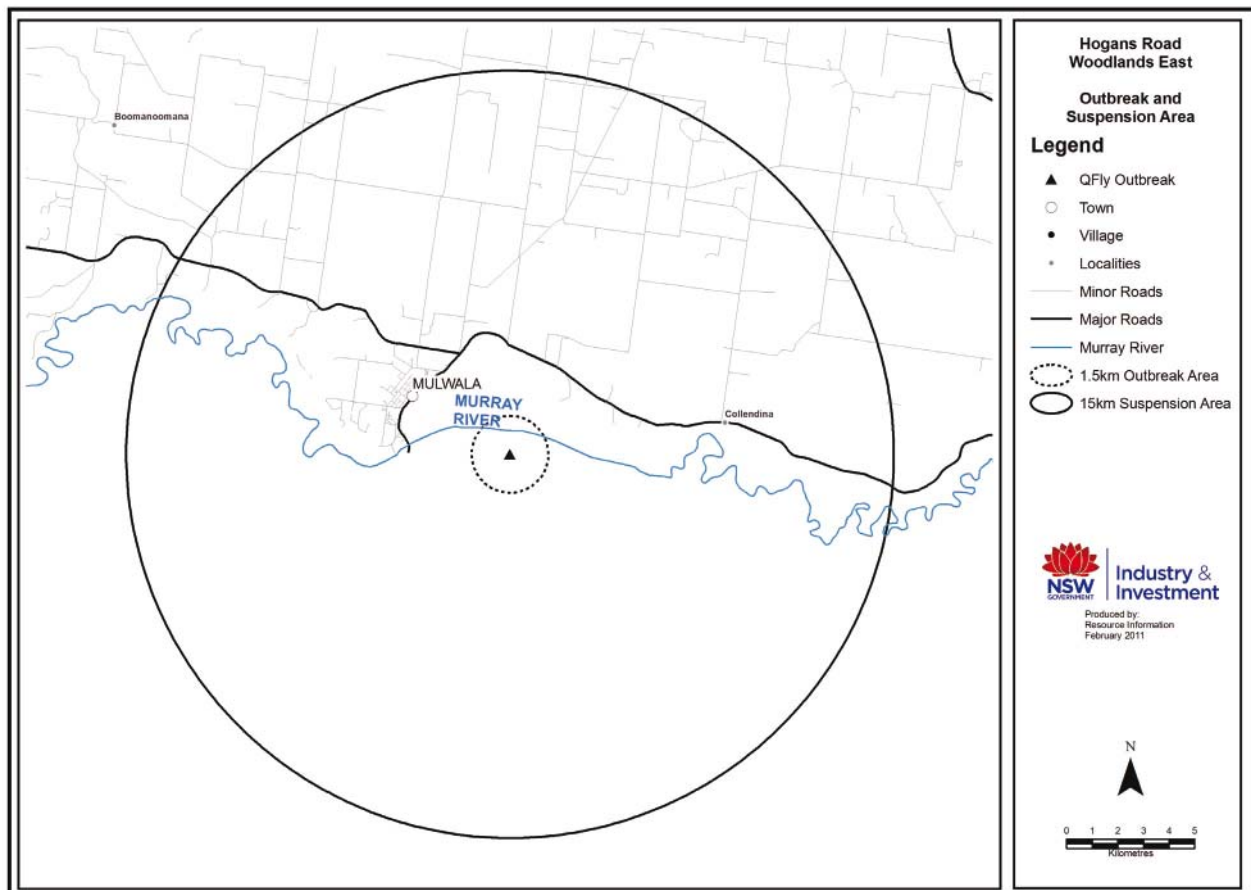 Boomanoomana
MULWALA
MURRAY
RIVER
Collendina
Hogans Road
Woodlands East
Outbreak and
Suspension Area
Legend
QFly Outbreak
Town
Village
Localities
Minor Roads
Major Roads
Murray River
1.5km Outbreak Area
15km Suspension Area
NSW
GOVERNMENT
Industry &
Investment
Produced by:
Resource Information
February 2011
N
0 1 2 3 4 5
Kilometres